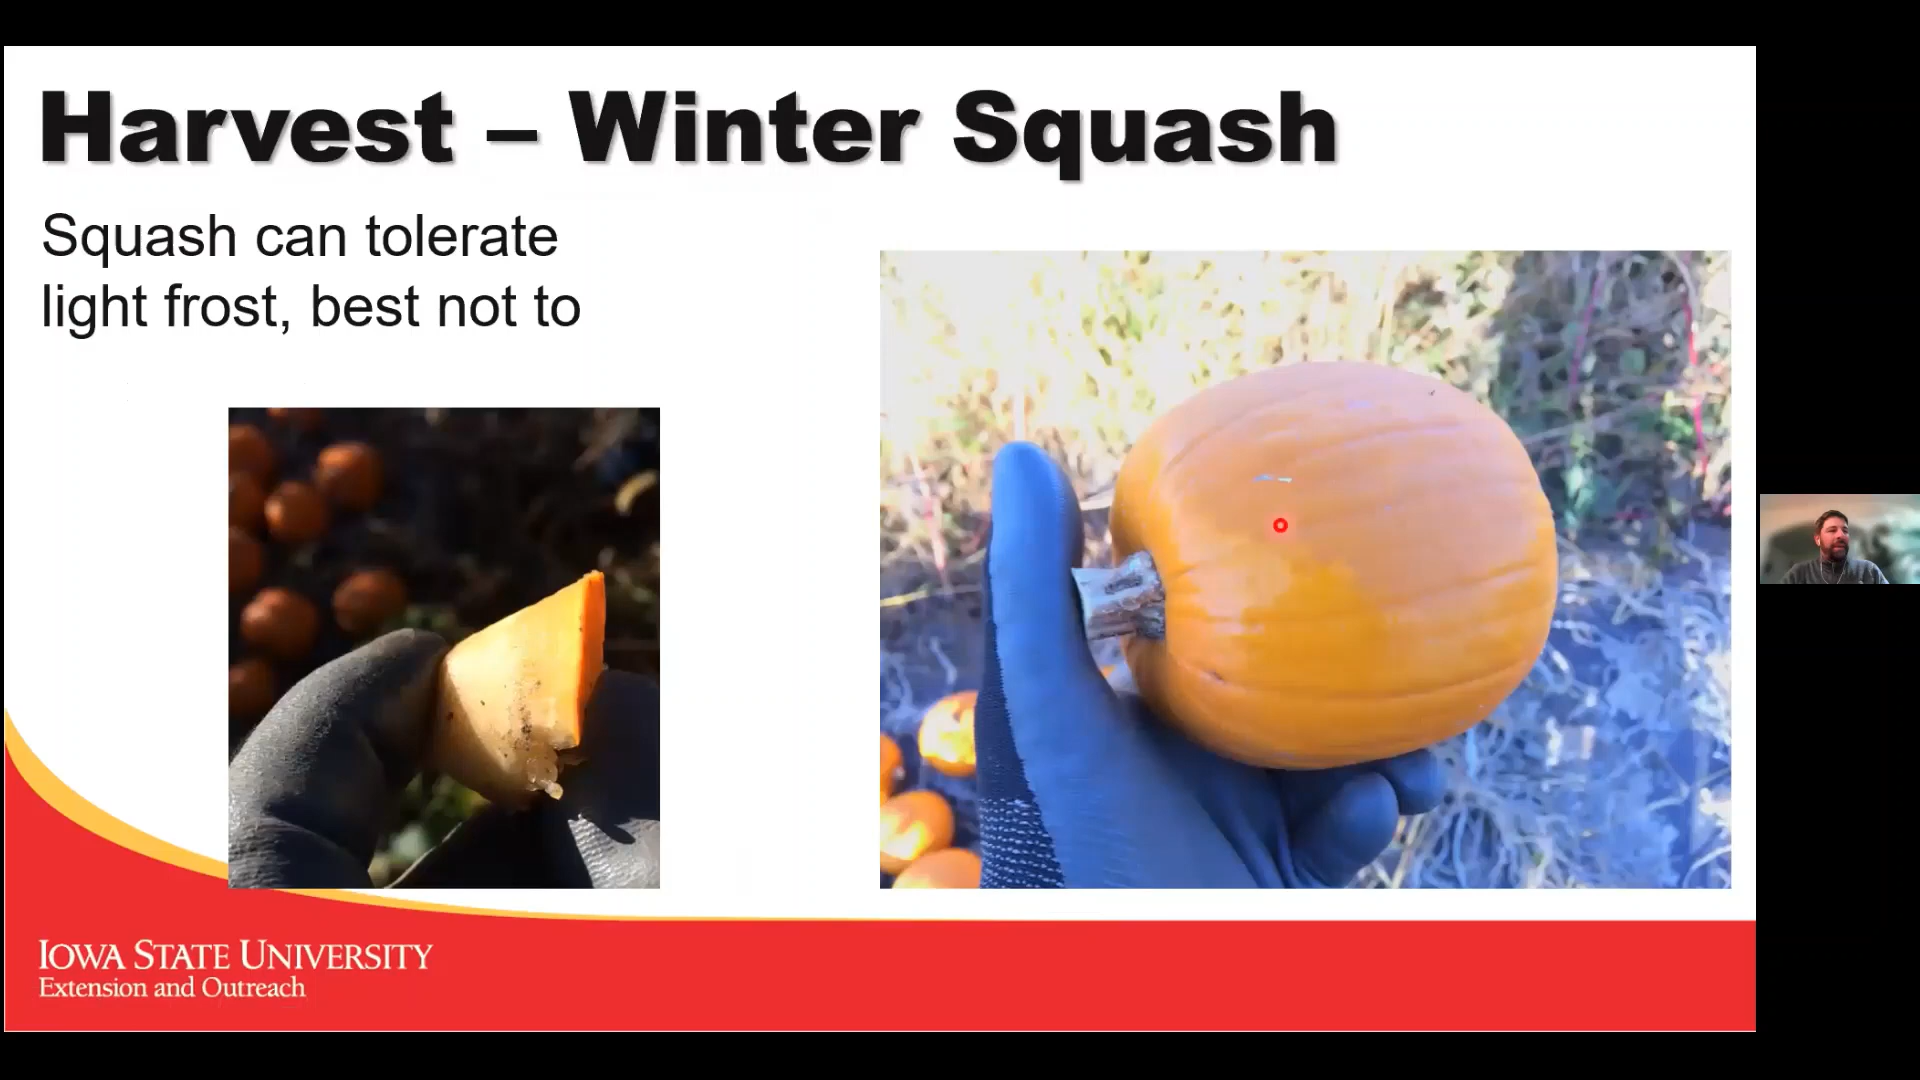 Harvest – Winter Squash
Squash can tolerate
light frost, best not to
IOWA STATE UNIVERSITY
Extension and Outreach